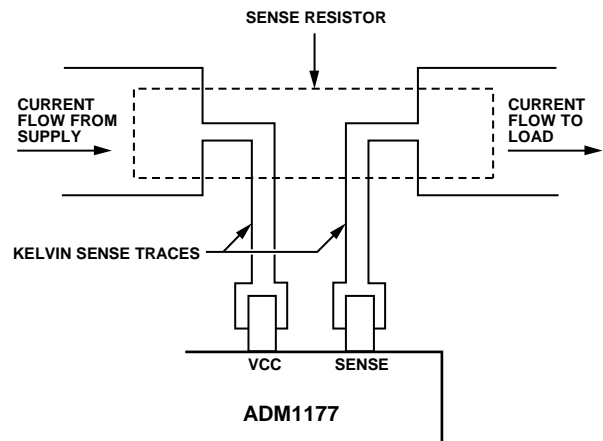 SENSE RESISTOR
CURRENT
FLOW FROM
SUPPLY
CURRENT
FLOW TO
LOAD
KELVIN SENSE TRACES
VCC
SENSE
ADM1177